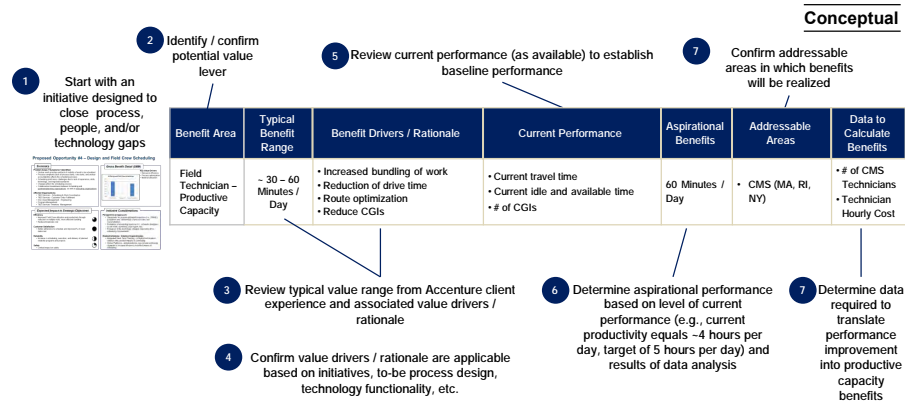 Conceptual
2
Identify / confirm
potential value
lever
5
Review current performance (as available) to establish
baseline performance
7
Confirm addressable
areas in which benefits
will be realized
1
Start with an
initiative designed to
close process,
people, and/or
technology gaps
Proposed Opportunity #4 – Design and Field Crew Scheduling
Benefit Area
Typical
Benefit
Range
Benefit Drivers / Rationale
Current Performance
Aspirational
Benefits
Addressable
Areas
Data to
Calculate
Benefits
Field
Technician –
Productive
Capacity
~ 30 – 60
Minutes /
Day
• Increased bundling of work
• Reduction of drive time
• Route optimization
• Reduce CGIs
• Current travel time
• Current idle and available time
• # of CGIs
60 Minutes /
Day
• CMS (MA, RI,
NY)
• # of CMS
Technicians
• Technician
Hourly Cost
3
Review typical value range from Accenture client
experience and associated value drivers /
rationale
4
Confirm value drivers / rationale are applicable
based on initiatives, to-be process design,
technology functionality, etc.
6
Determine aspirational performance
based on level of current
performance (e.g., current
productivity equals ~4 hours per
day, target of 5 hours per day) and
results of data analysis
7
Determine data
required to
translate
performance
improvement
into productive
capacity
benefits